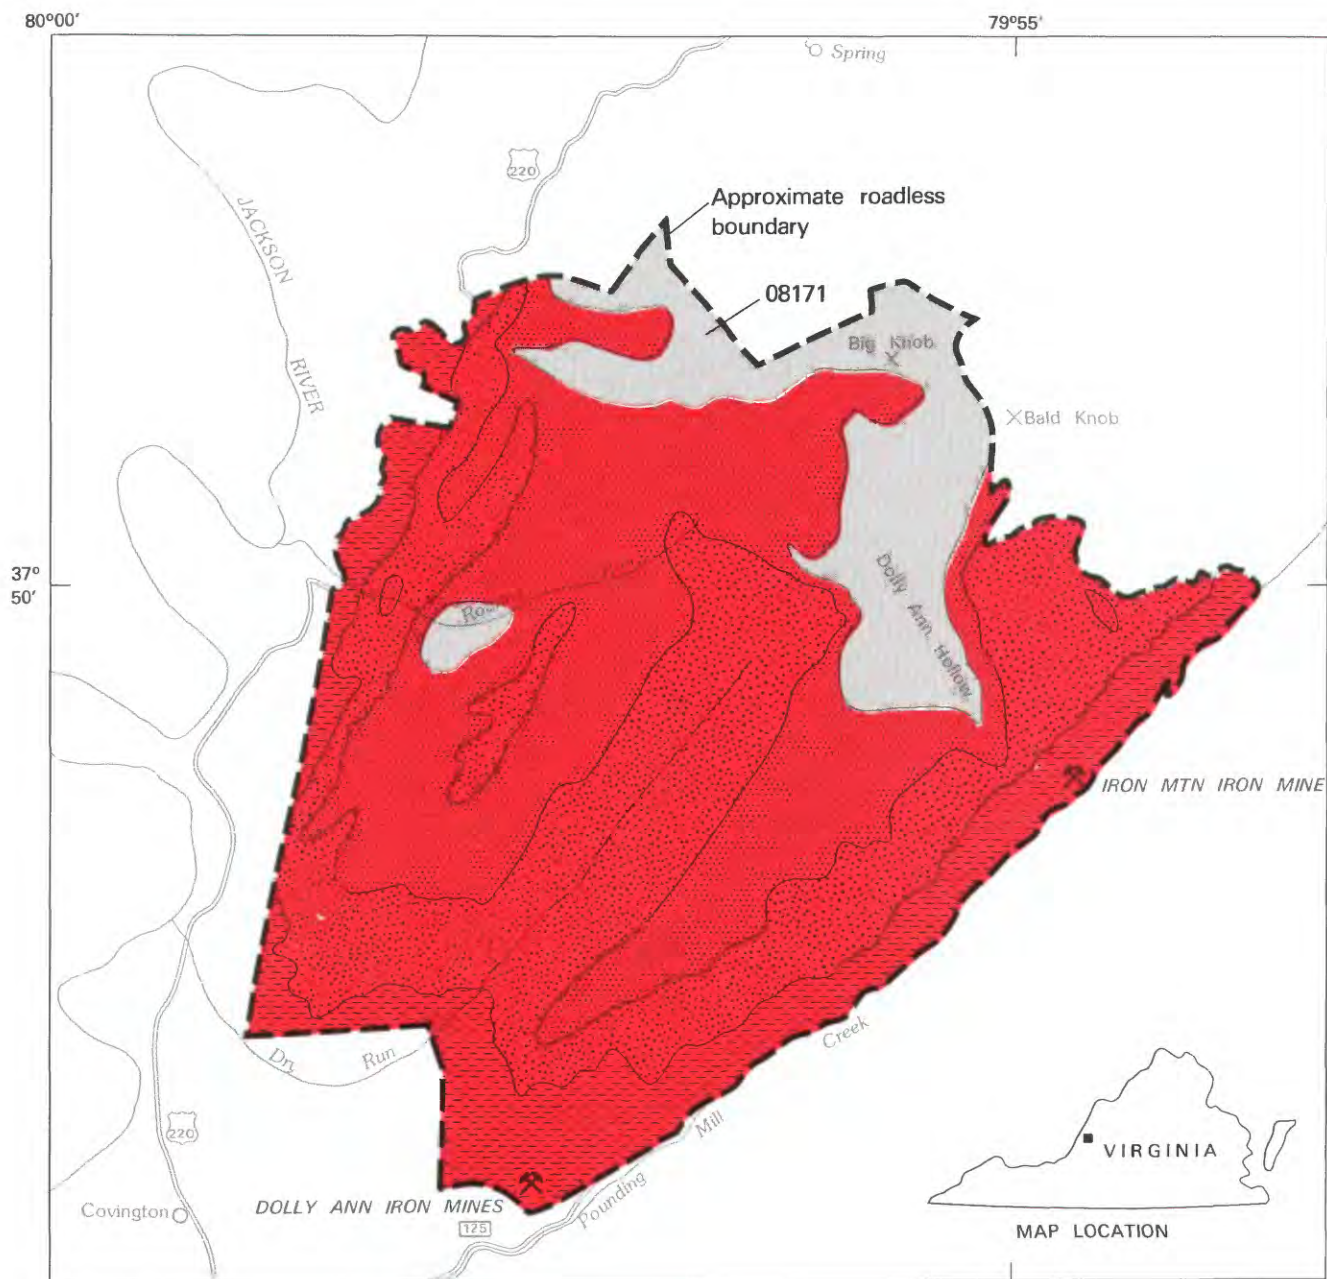 80°00'
79°55'
Spring
220
JACKSON
RIVER
Approximate roadless
boundary
08171
Big Knob
Bald Knob
37°
50'
Dolly Ann Hollow
IRON MTN IRON MINE
Dry Run
Pounding Mill Creek
220
VIRGINIA
Covington
DOLLY ANN IRON MINES
125
MAP LOCATION